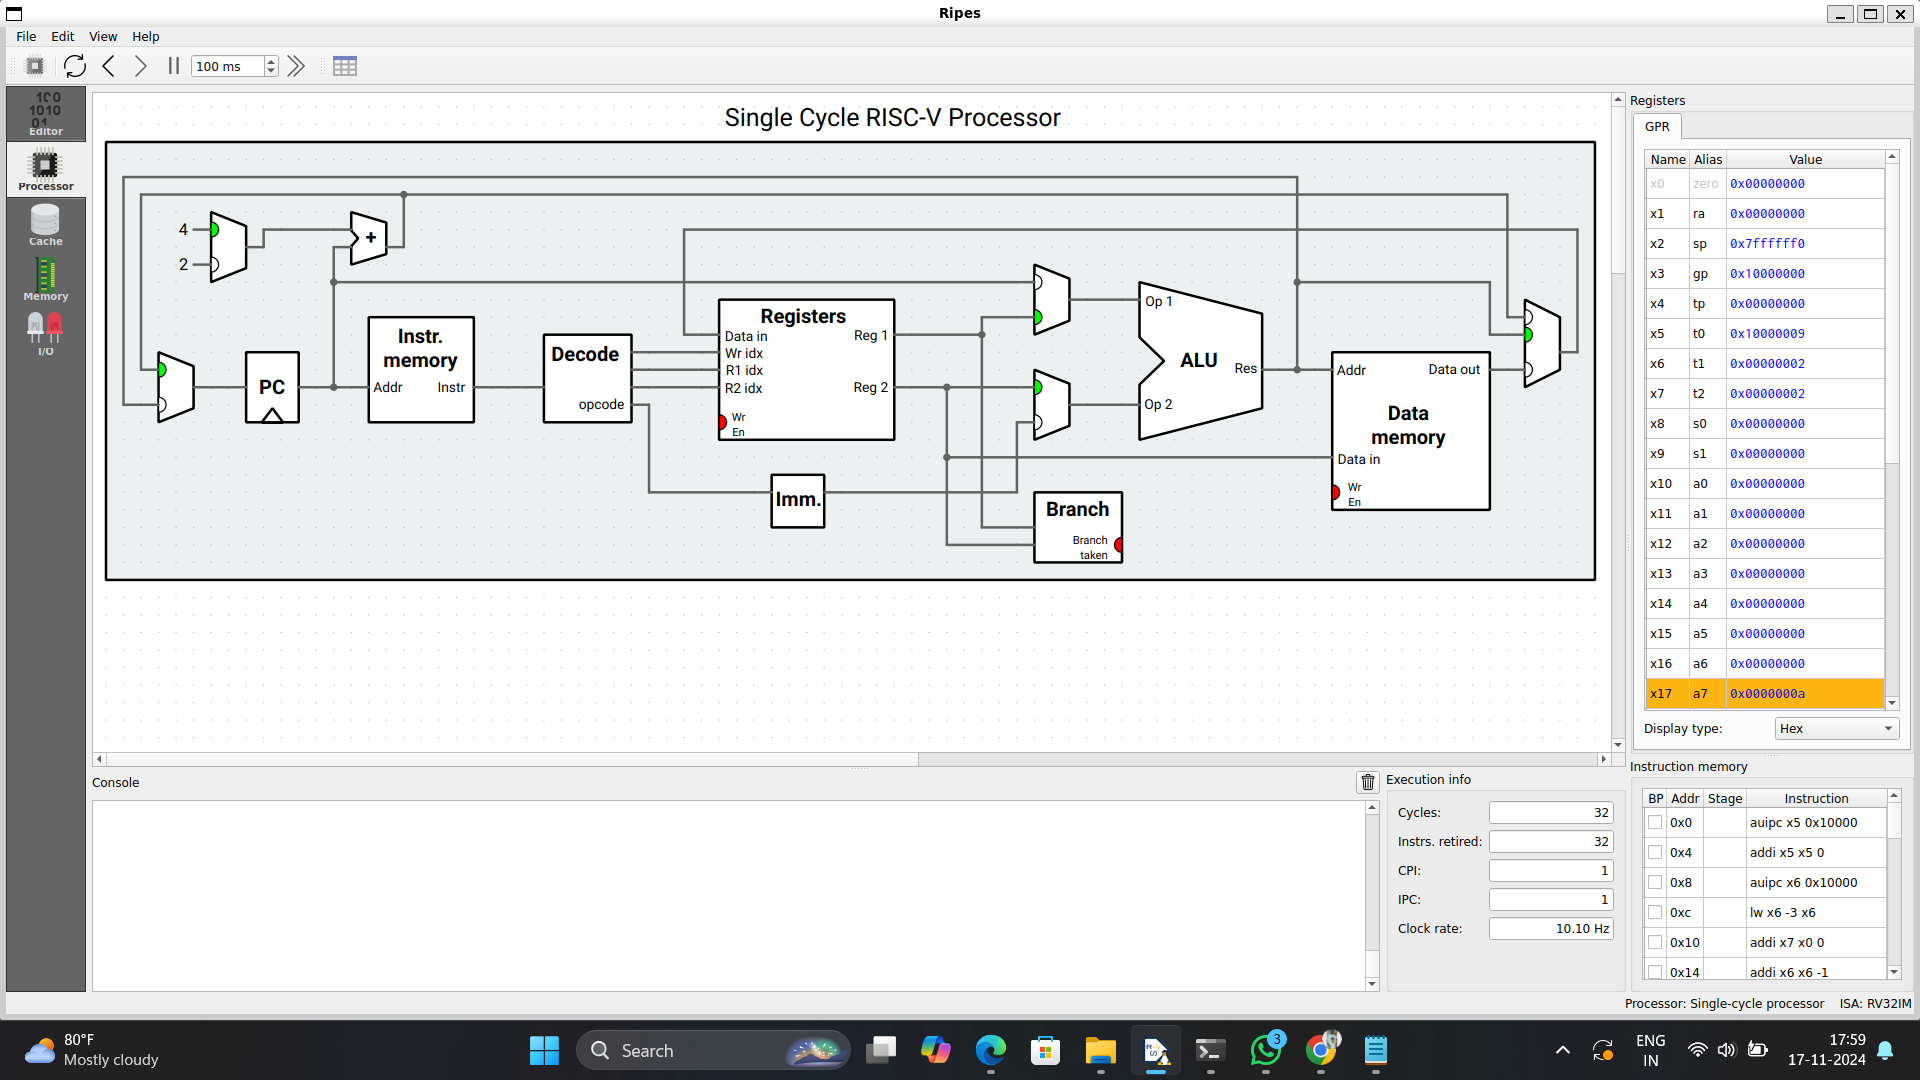 Ripes
File Edit View Help
100 ms
Editor
Processor
Cache
Memory
I/O
Single Cycle RISC-V Processor
4
2
+
PC
Instr. memory
Addr Instr
Decode
opcode
Registers
Data in Reg 1
Wr idx
R1 idx
R2 idx Reg 2
Wr
En
Imm.
Op 1
ALU
Res
Op 2
Branch
Branch
taken
Addr Data out
Data
memory
Data in
Wr
En
Registers
GPR
Name Alias Value
x0 zero 0x00000000
x1 ra 0x00000000
x2 sp 0x7ffffff0
x3 gp 0x10000000
x4 tp 0x00000000
x5 t0 0x10000009
x6 t1 0x00000002
x7 t2 0x00000002
x8 s0 0x00000000
x9 s1 0x00000000
x10 a0 0x00000000
x11 a1 0x00000000
x12 a2 0x00000000
x13 a3 0x00000000
x14 a4 0x00000000
x15 a5 0x00000000
x16 a6 0x00000000
x17 a7 0x0000000a
Display type: Hex
Console
Execution info
Cycles: 32
Instrs. retired: 32
CPI: 1
IPC: 1
Clock rate: 10.10 Hz
Instruction memory
BP Addr Stage Instruction
0x0 auipc x5 0x10000
0x4 addi x5 x5 0
0x8 auipc x6 0x10000
0xc lw x6 -3 x6
0x10 addi x7 x0 0
0x14 addi x6 x6 -1
Processor: Single-cycle processor ISA: RV32IM
80°F
Mostly cloudy
Search
3
ENG
IN
17:59
17-11-2024